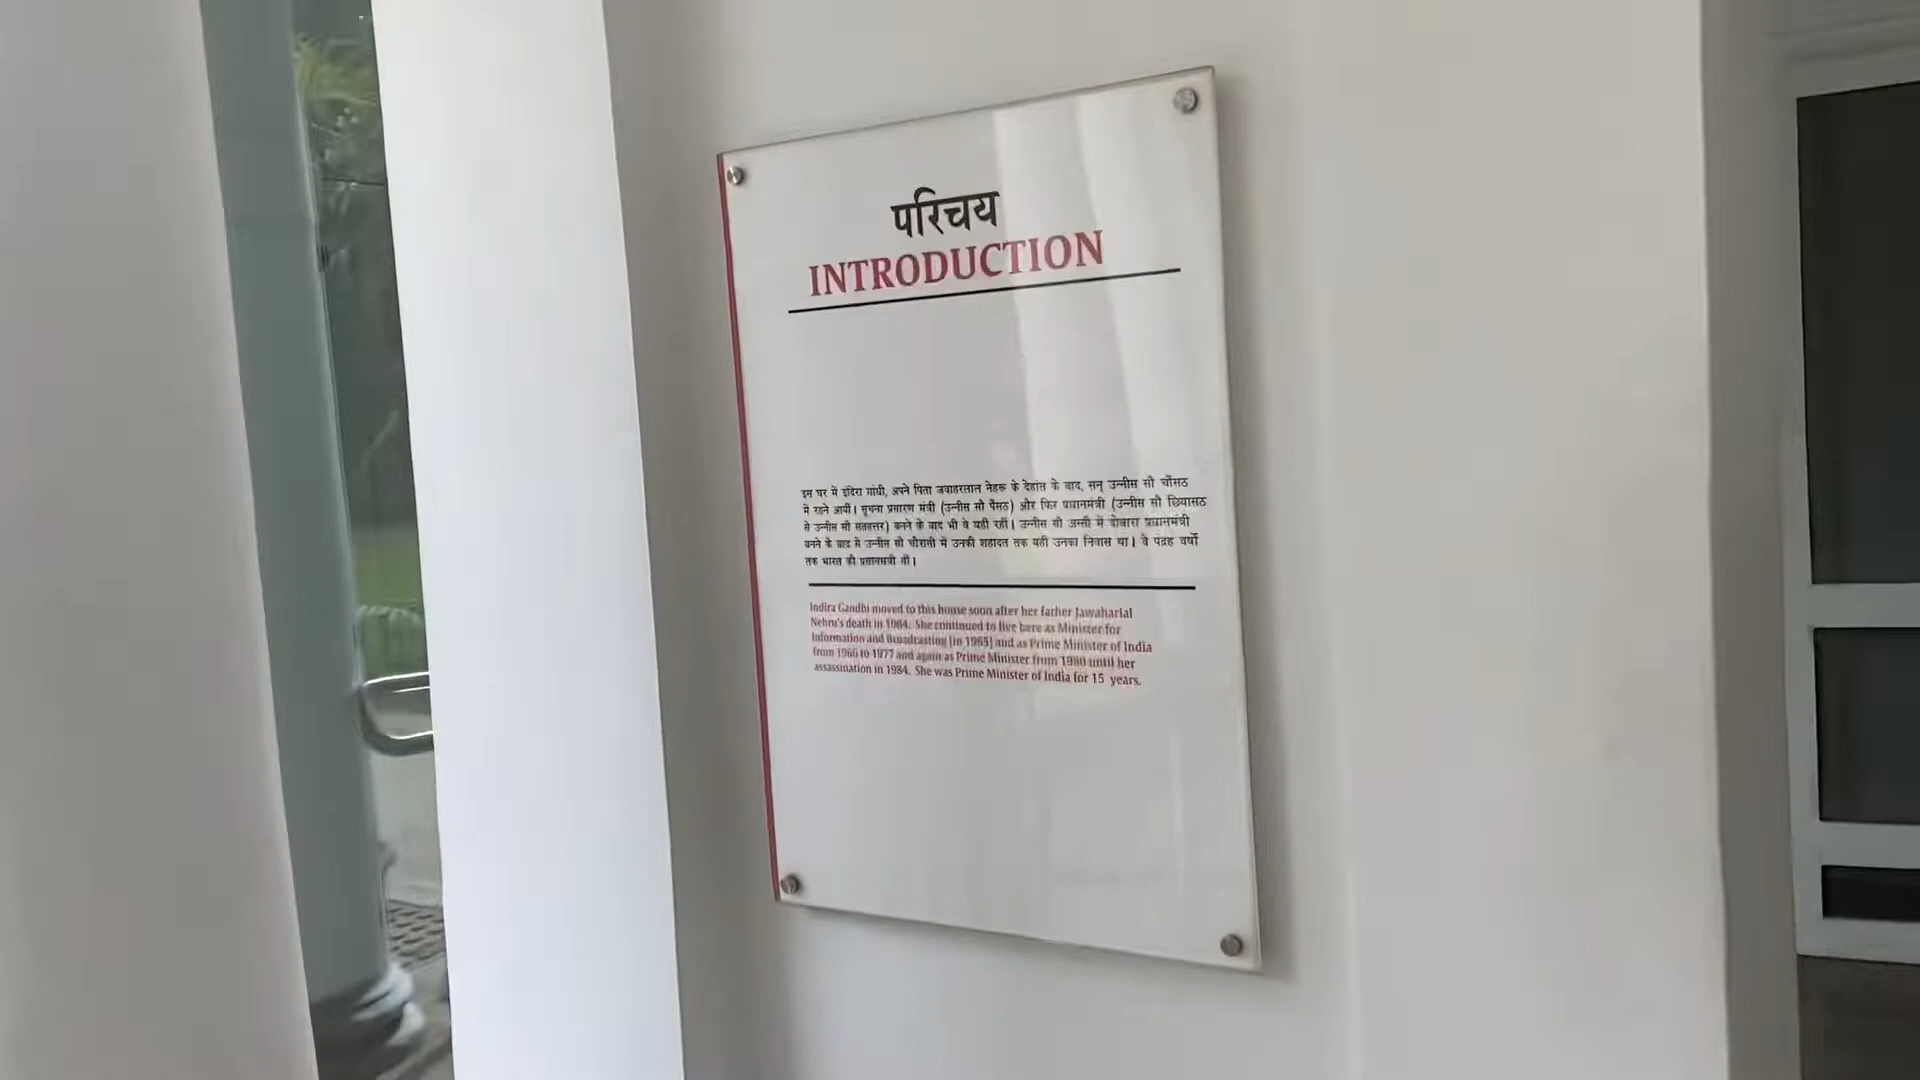 परिचय
INTRODUCTION
इस घर में इंदिरा गांधी, अपने पिता जवाहरलाल नेहरू के देहांत के बाद, सन् उन्नीस सौ चौंसठ
में रहने आयीं। सूचना प्रसारण मंत्री (उन्नीस सौ पैंसठ) और फिर प्रधानमंत्री (उन्नीस सौ छियासठ
से उन्नीस सौ सतहत्तर) बनने के बाद भी वे यहीं रहीं। उन्नीस सौ अस्सी में दोबारा प्रधानमंत्री
बनने के बाद से उन्नीस सौ चौरासी में उनकी शहादत तक यही उनका निवास था। वे पंद्रह वर्षों
तक भारत की प्रधानमंत्री थीं।
Indira Gandhi moved to this house soon after her father Jawaharlal
Nehru's death in 1964. She continued to live here as Minister for
Information and Broadcasting [in 1965] and as Prime Minister of India
from 1966 to 1977 and again as Prime Minister from 1980 until her
assassination in 1984. She was Prime Minister of India for 15 years.